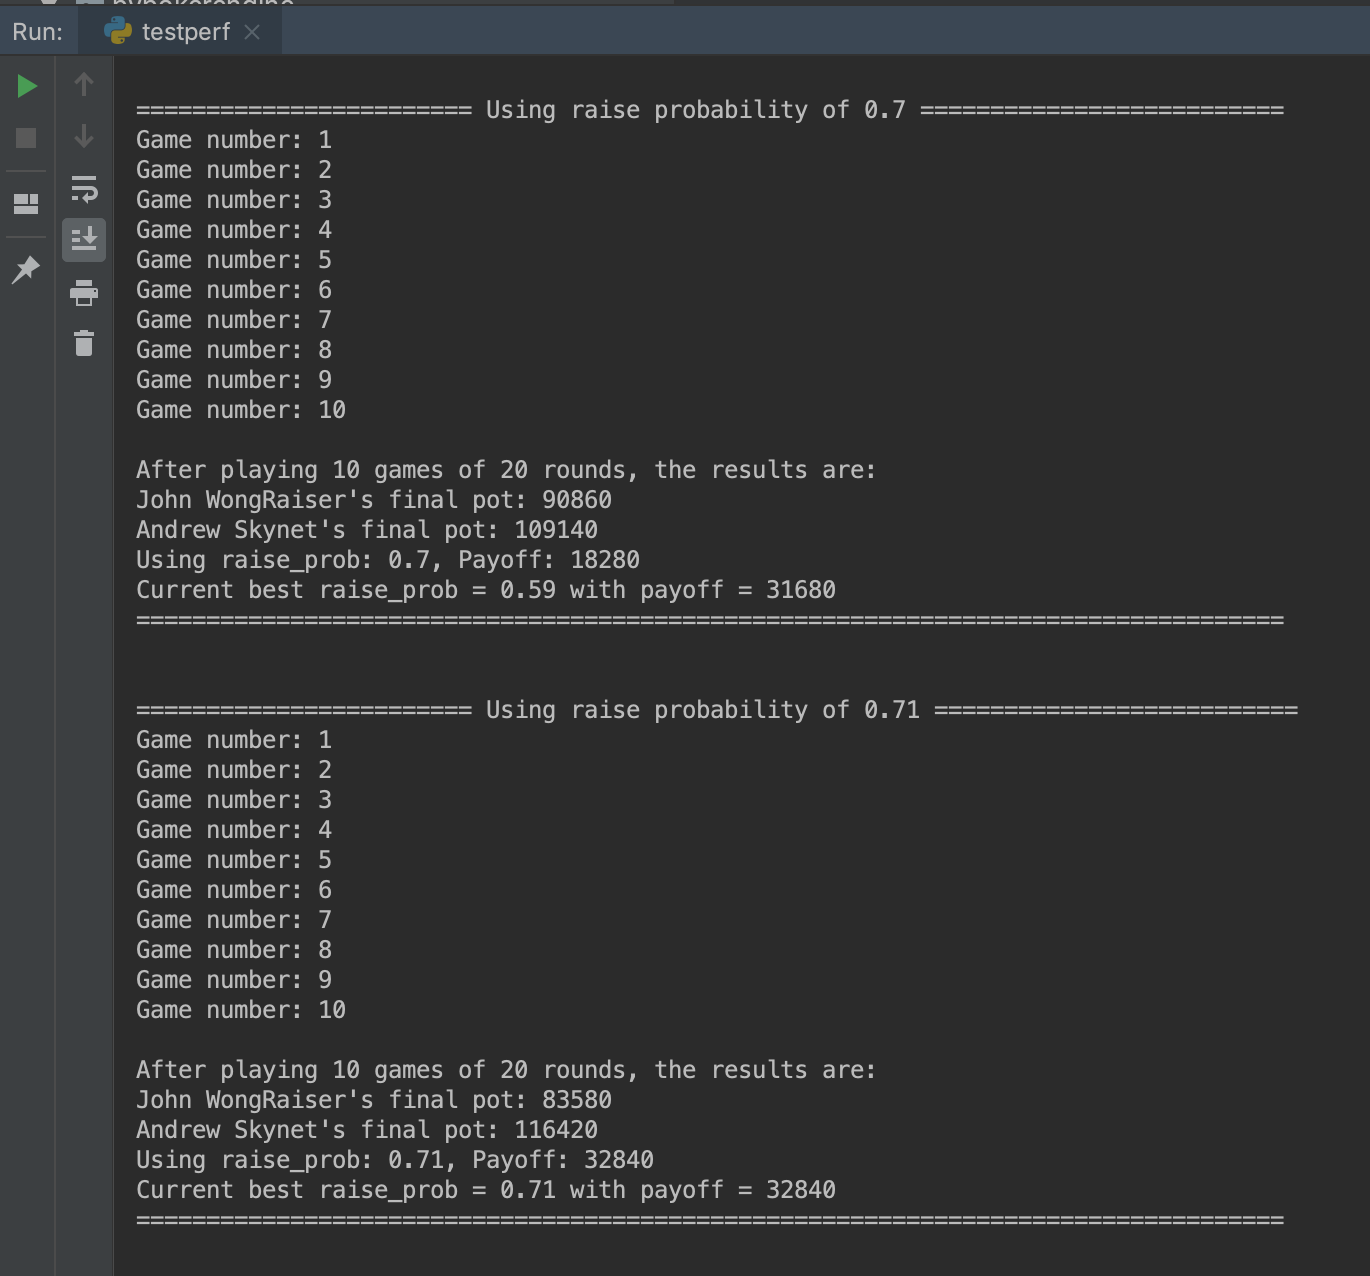 pypokerengine
Run: testperf
======================== Using raise probability of 0.7 ==========================
Game number: 1
Game number: 2
Game number: 3
Game number: 4
Game number: 5
Game number: 6
Game number: 7
Game number: 8
Game number: 9
Game number: 10
After playing 10 games of 20 rounds, the results are:
John WongRaiser's final pot: 90860
Andrew Skynet's final pot: 109140
Using raise_prob: 0.7, Payoff: 18280
Current best raise_prob = 0.59 with payoff = 31680
==================================================================================
======================== Using raise probability of 0.71 ==========================
Game number: 1
Game number: 2
Game number: 3
Game number: 4
Game number: 5
Game number: 6
Game number: 7
Game number: 8
Game number: 9
Game number: 10
After playing 10 games of 20 rounds, the results are:
John WongRaiser's final pot: 83580
Andrew Skynet's final pot: 116420
Using raise_prob: 0.71, Payoff: 32840
Current best raise_prob = 0.71 with payoff = 32840
==================================================================================